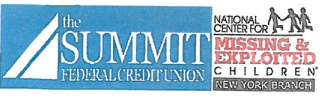 the
SUMMIT
FEDERAL CREDIT UNION
NATIONAL
CENTER FOR
MISSING &
EXPLOITED
CHILDREN®
NEW YORK BRANCH